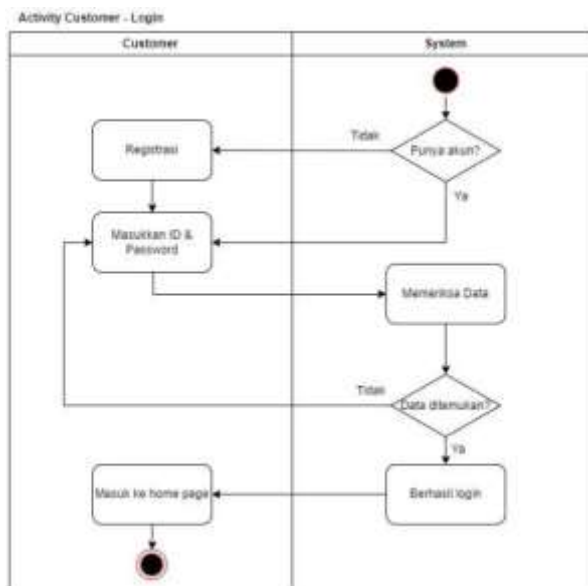 Activity Customer - Login
Customer
System
Tidak
Punya akun?
Registrasi
Ya
Masukkan ID &
Password
Memeriksa Data
Tidak
Data ditemukan?
Ya
Masuk ke home page
Berhasil login